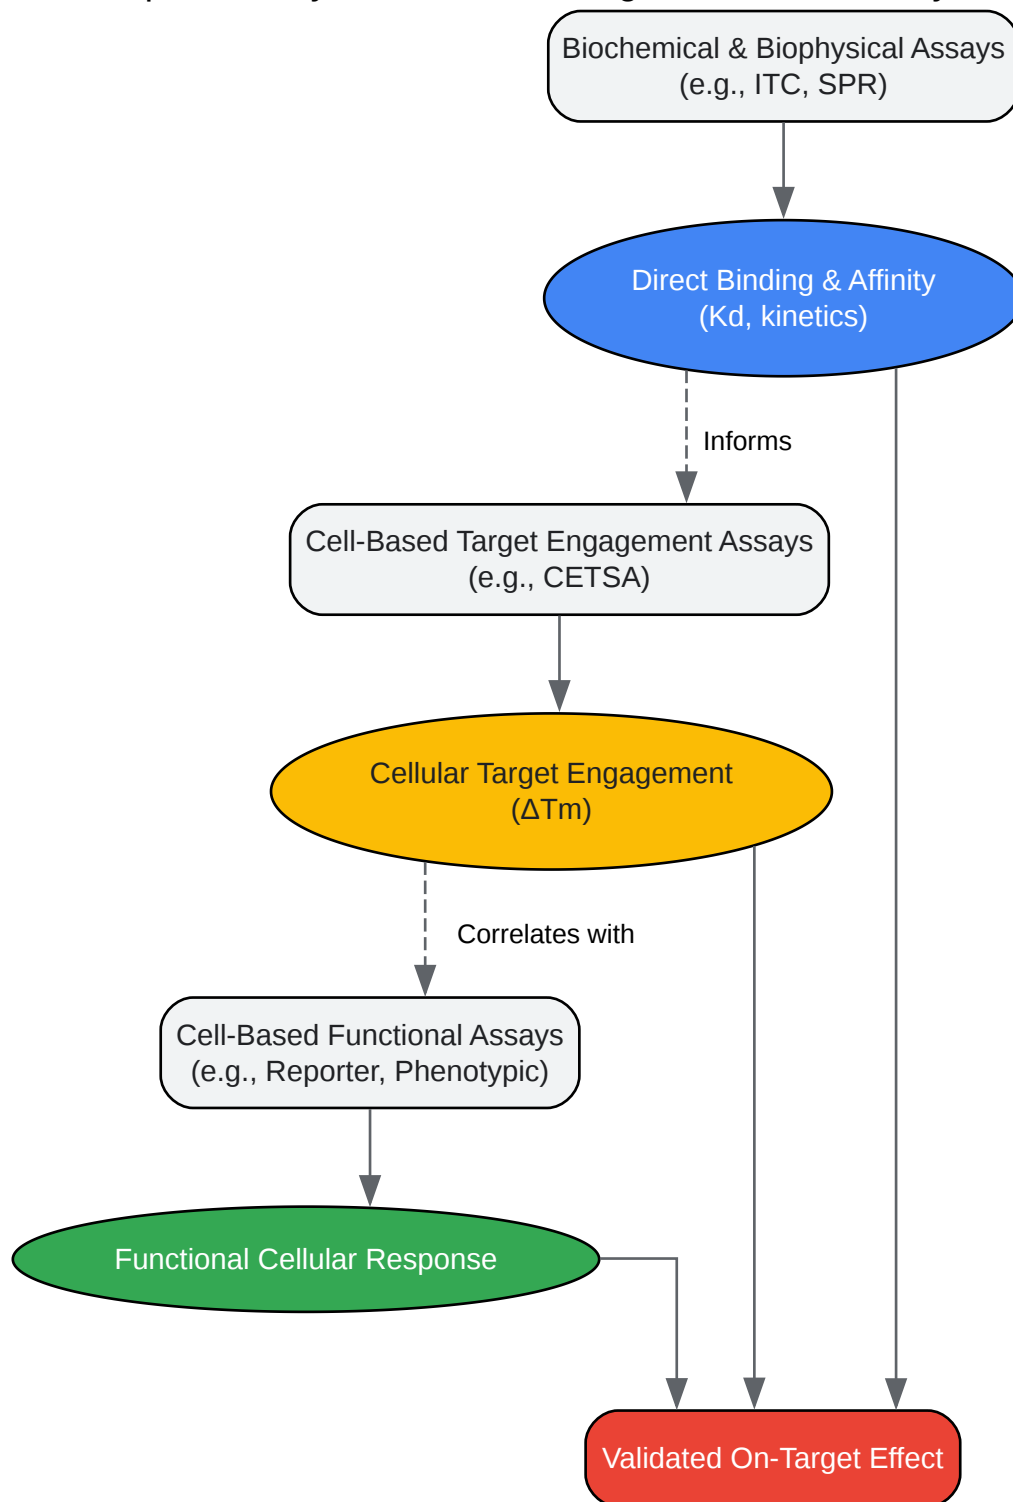 Biochemical & Biophysical Assays
(e.g., ITC, SPR)
Direct Binding & Affinity
(Kd, kinetics)
Informs
Cell-Based Target Engagement Assays
(e.g., CETSA)
Cellular Target Engagement
(ΔTm)
Correlates with
Cell-Based Functional Assays
(e.g., Reporter, Phenotypic)
Functional Cellular Response
Validated On-Target Effect